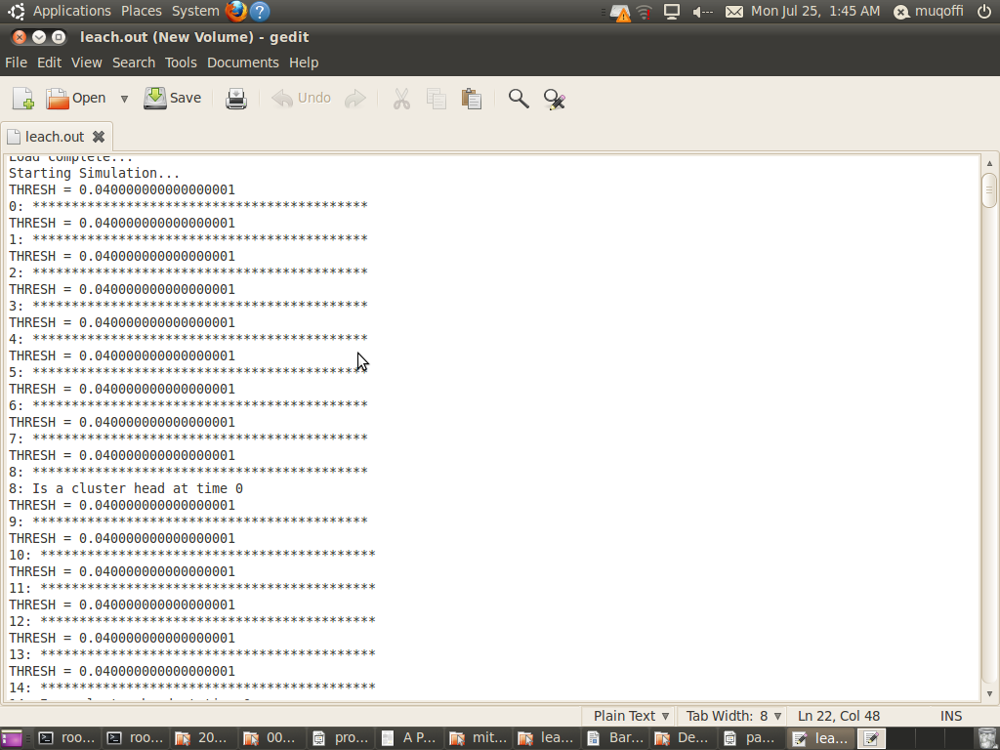 Applications Places System
Mon Jul 25, 1:45 AM muqoffi
leach.out (New Volume) - gedit
File Edit View Search Tools Documents Help
Open Save Undo
leach.out
Load complete...
Starting Simulation...
THRESH = 0.040000000000000001
0: *******************************************
THRESH = 0.040000000000000001
1: *******************************************
THRESH = 0.040000000000000001
2: *******************************************
THRESH = 0.040000000000000001
3: *******************************************
THRESH = 0.040000000000000001
4: *******************************************
THRESH = 0.040000000000000001
5: *******************************************
THRESH = 0.040000000000000001
6: *******************************************
THRESH = 0.040000000000000001
7: *******************************************
THRESH = 0.040000000000000001
8: *******************************************
8: Is a cluster head at time 0
THRESH = 0.040000000000000001
9: *******************************************
THRESH = 0.040000000000000001
10: *******************************************
THRESH = 0.040000000000000001
11: *******************************************
THRESH = 0.040000000000000001
12: *******************************************
THRESH = 0.040000000000000001
13: *******************************************
THRESH = 0.040000000000000001
14: *******************************************
Plain Text Tab Width: 8 Ln 22, Col 48 INS
roo... roo... 20... 00... pro... A P... mit... lea... Bar... De... pa... lea...